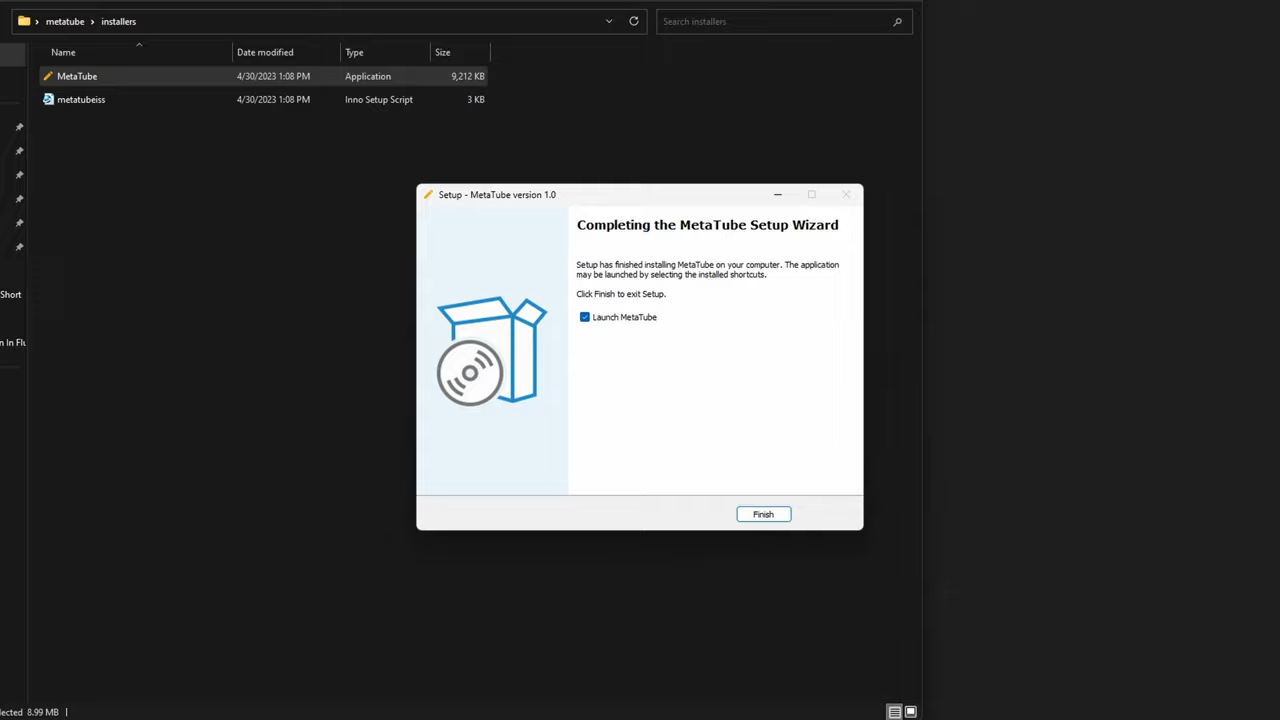 metatube installers
Search installers
Name Date modified Type Size
MetaTube 4/30/2023 1:08 PM Application 9,212 KB
metatubeiss 4/30/2023 1:08 PM Inno Setup Script 3 KB
Setup - MetaTube version 1.0
Completing the MetaTube Setup Wizard
Setup has finished installing MetaTube on your computer. The application
may be launched by selecting the installed shortcuts.
Click Finish to exit Setup.
Launch MetaTube
Short
Finish
8.99 MB